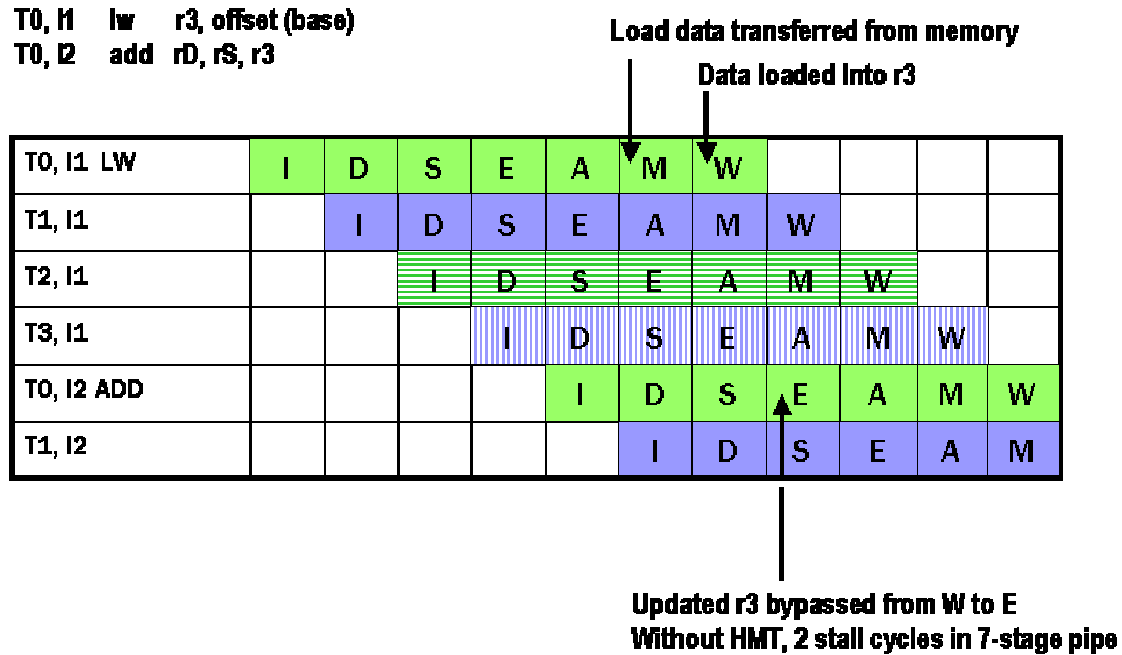 T0, I1 lw r3, offset (base)
T0, I2 add rD, rS, r3
Load data transferred from memory
Data loaded into r3
T0, I1 LW I D S E A M W
T1, I1 I D S E A M W
T2, I1 I D S E A M W
T3, I1 I D S E A M W
T0, I2 ADD I D S E A M W
T1, I2 I D S E A M
Updated r3 bypassed from W to E
Without HMT, 2 stall cycles in 7-stage pipe